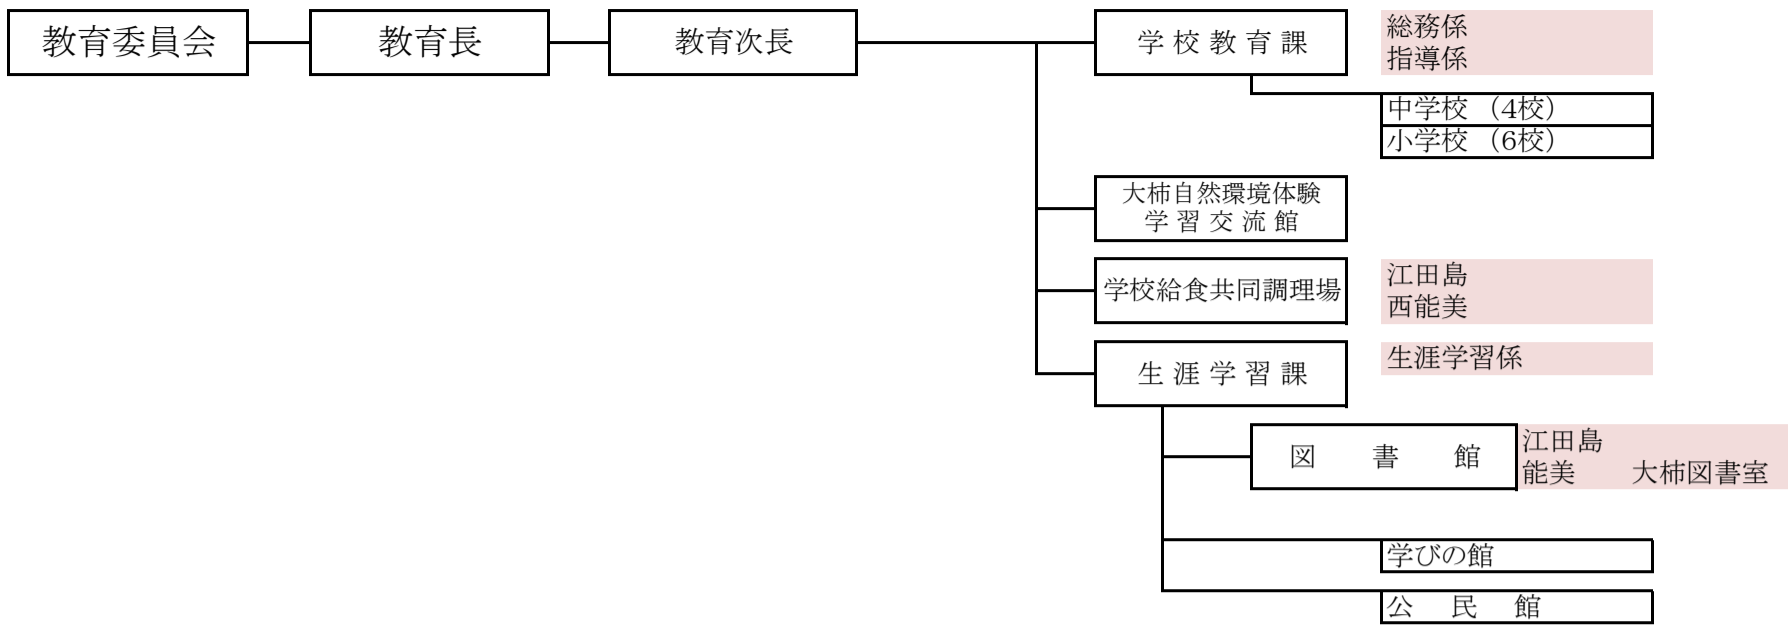 教育委員会
教育長
教育次長
学校教育課
総務係
指導係
中学校 （4校）
小学校 （6校）
大柿自然環境体験
学習交流館
学校給食共同調理場
江田島
西能美
生涯学習課
生涯学習係
図書館
江田島
能美 大柿図書室
学びの館
公民館